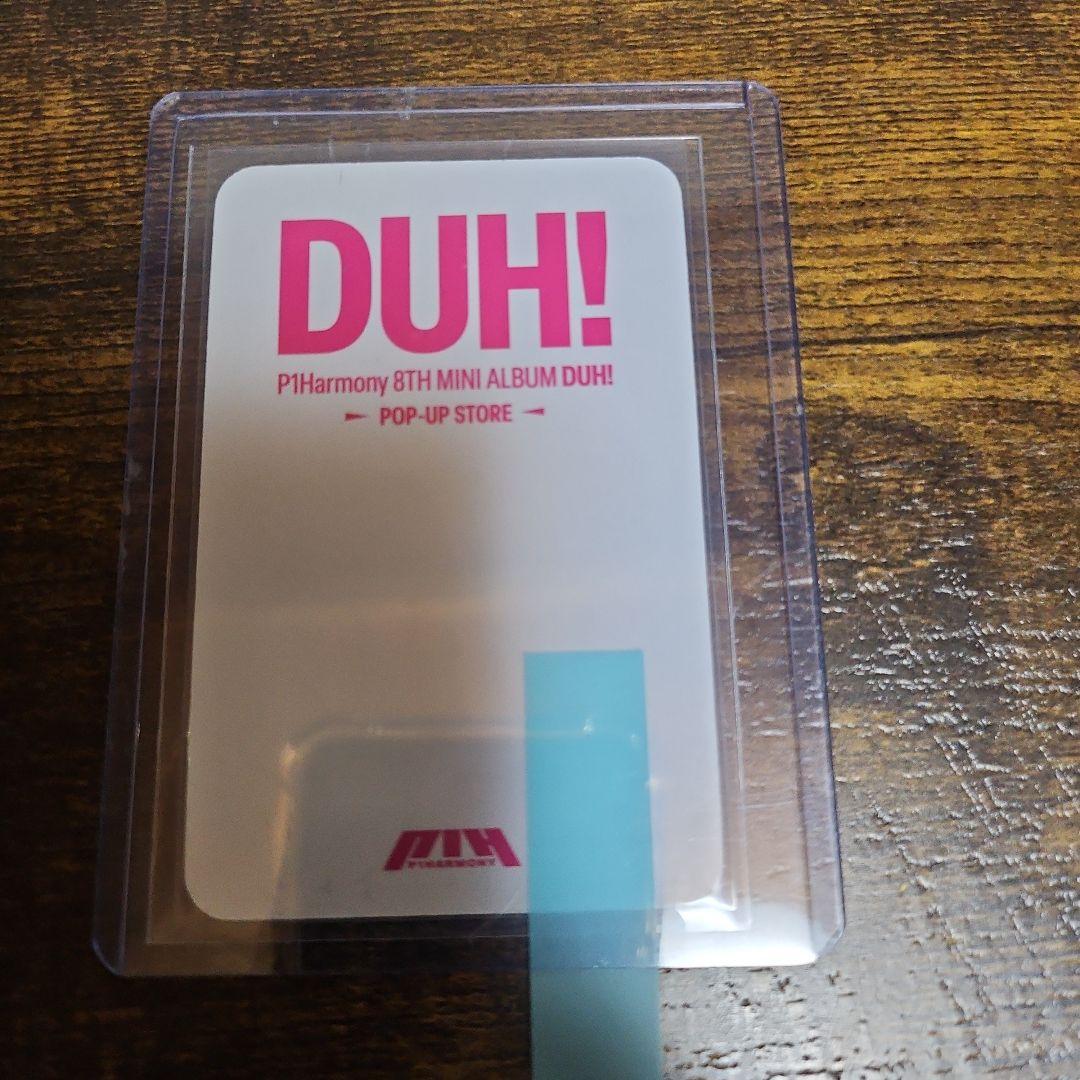 DUH!
P1Harmony 8TH MINI ALBUM DUH!
POP-UP STORE
P1H
P1HARMONY